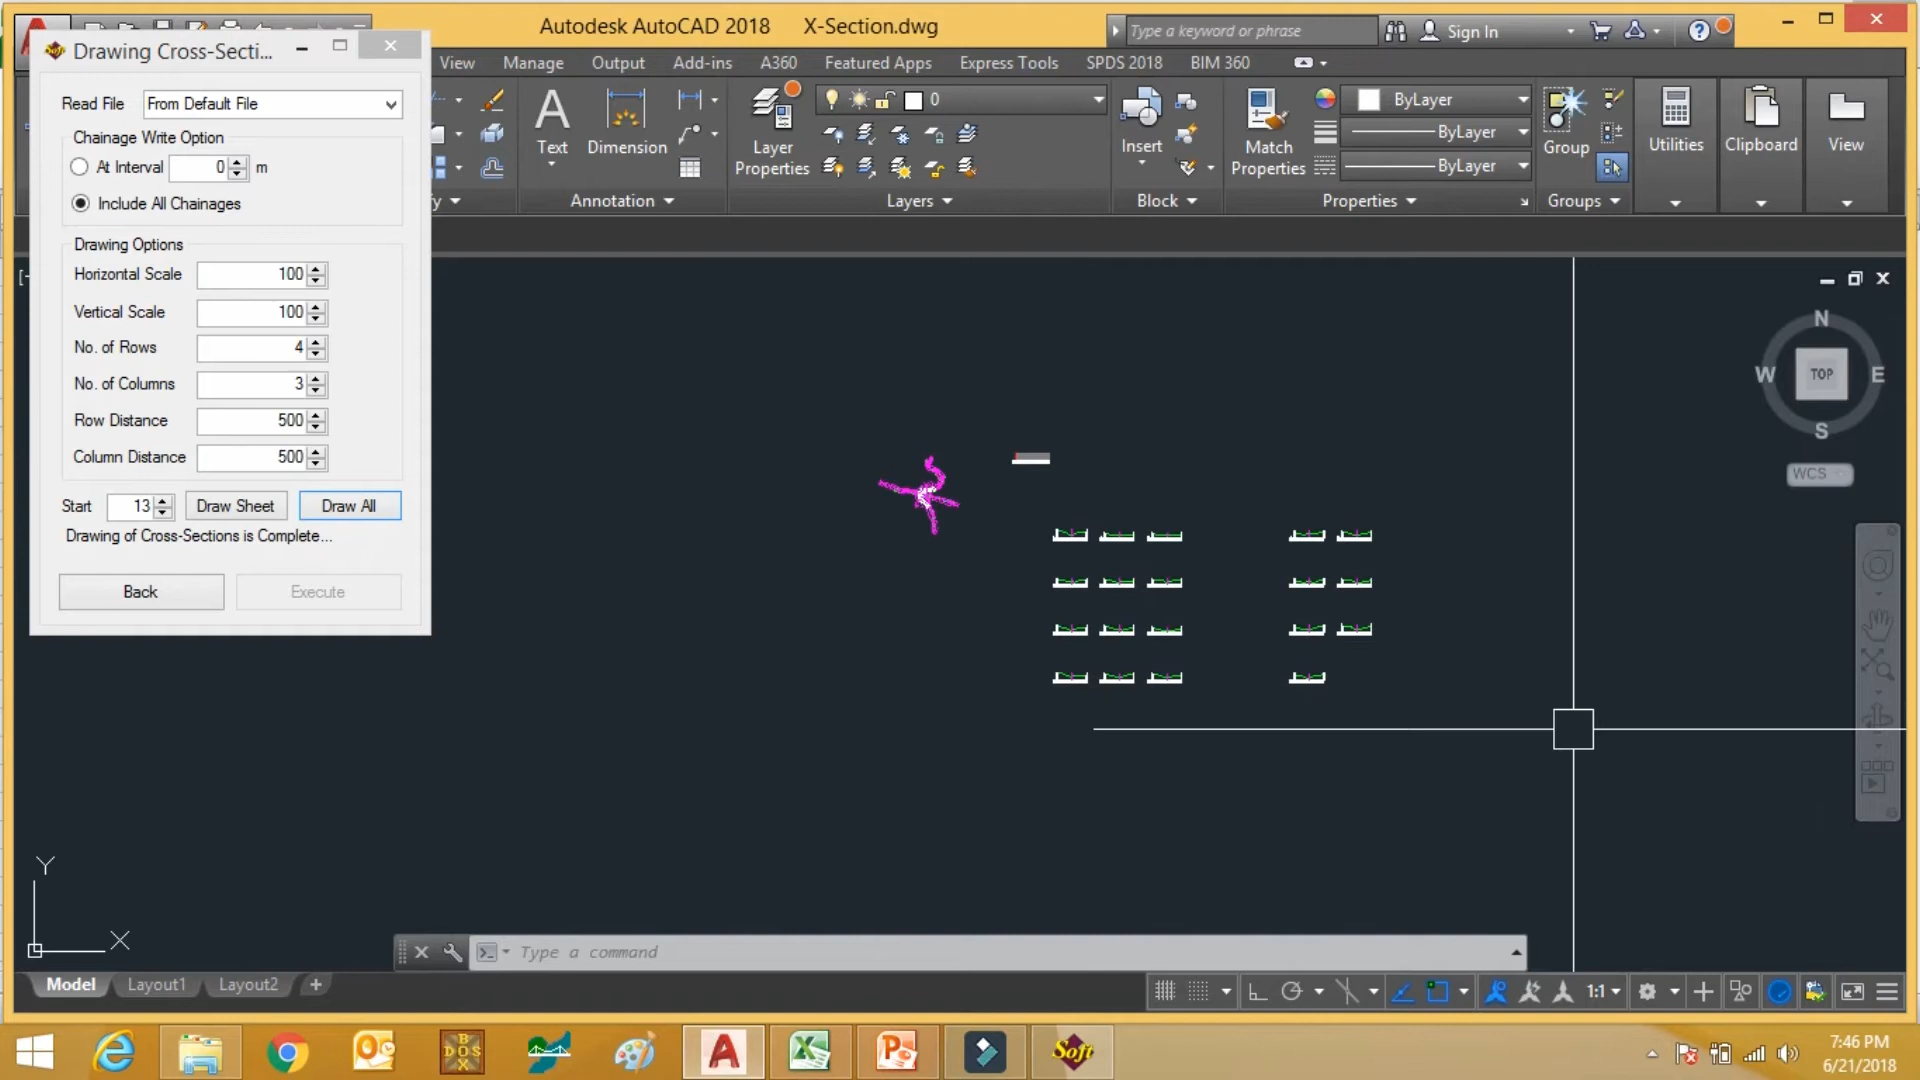 Autodesk AutoCAD 2018 X-Section.dwg
Type a keyword or phrase
Sign In
Drawing Cross-Secti...
View Manage Output Add-ins A360 Featured Apps Express Tools SPDS 2018 BIM 360
Read File From Default File
Chainage Write Option
At Interval 0 m
Include All Chainages
Drawing Options
Horizontal Scale 100
Vertical Scale 100
No. of Rows 4
No. of Columns 3
Row Distance 500
Column Distance 500
Start 13 Draw Sheet Draw All
Drawing of Cross-Sections is Complete...
Back Execute
Text
Dimension
Layer
Properties
0
Insert
Match
Properties
ByLayer
ByLayer
ByLayer
Group
Utilities
Clipboard
View
Annotation
Layers
Block
Properties
Groups
N
W TOP E
S
WCS
Y
X
Type a command
Model Layout1 Layout2 +
1:1
BOX
DOS
Soft
7:46 PM
6/21/2018